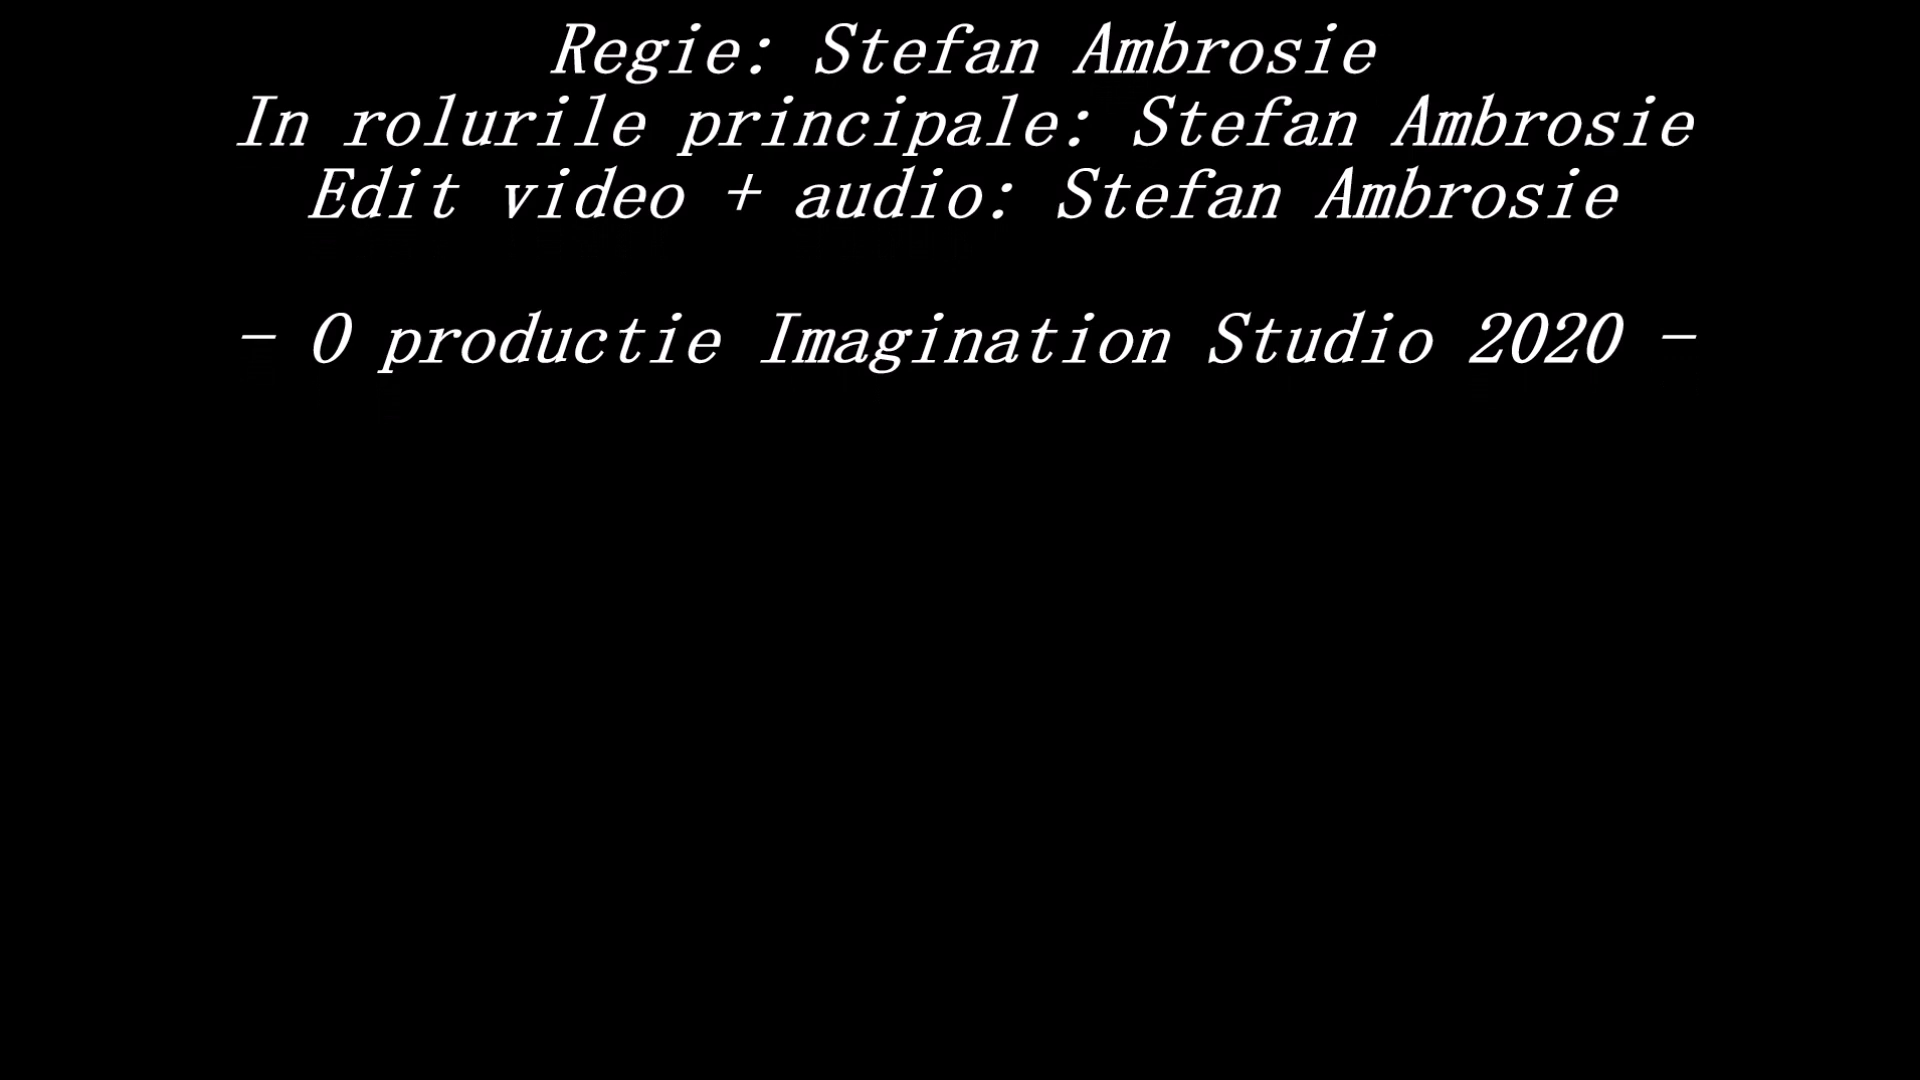 Regie: Stefan Ambrosie
In rolurile principale: Stefan Ambrosie
Edit video + audio: Stefan Ambrosie
- O productie Imagination Studio 2020 -